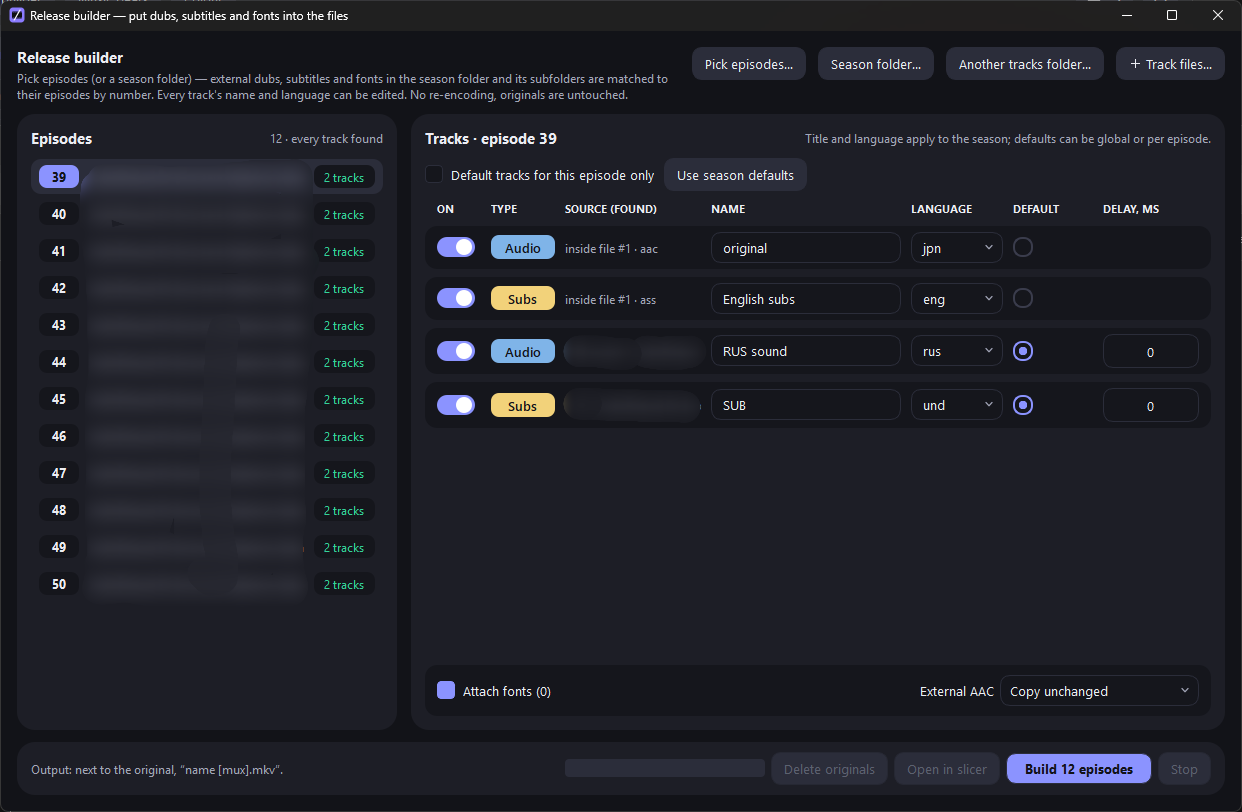 Release builder — put dubs, subtitles and fonts into the files
Release builder
Pick episodes (or a season folder) — external dubs, subtitles and fonts in the season folder and its subfolders are matched to
their episodes by number. Every track's name and language can be edited. No re-encoding, originals are untouched.
Pick episodes...
Season folder...
Another tracks folder...
+ Track files...
Episodes
12 · every track found
39 2 tracks
40 2 tracks
41 2 tracks
42 2 tracks
43 2 tracks
44 2 tracks
45 2 tracks
46 2 tracks
47 2 tracks
48 2 tracks
49 2 tracks
50 2 tracks
Tracks · episode 39
Title and language apply to the season; defaults can be global or per episode.
Default tracks for this episode only
Use season defaults
ON TYPE SOURCE (FOUND) NAME LANGUAGE DEFAULT DELAY, MS
Audio inside file #1 · aac original jpn
Subs inside file #1 · ass English subs eng
Audio RUS sound rus 0
Subs SUB und 0
Attach fonts (0)
External AAC Copy unchanged
Output: next to the original, “name [mux].mkv”.
Delete originals
Open in slicer
Build 12 episodes
Stop